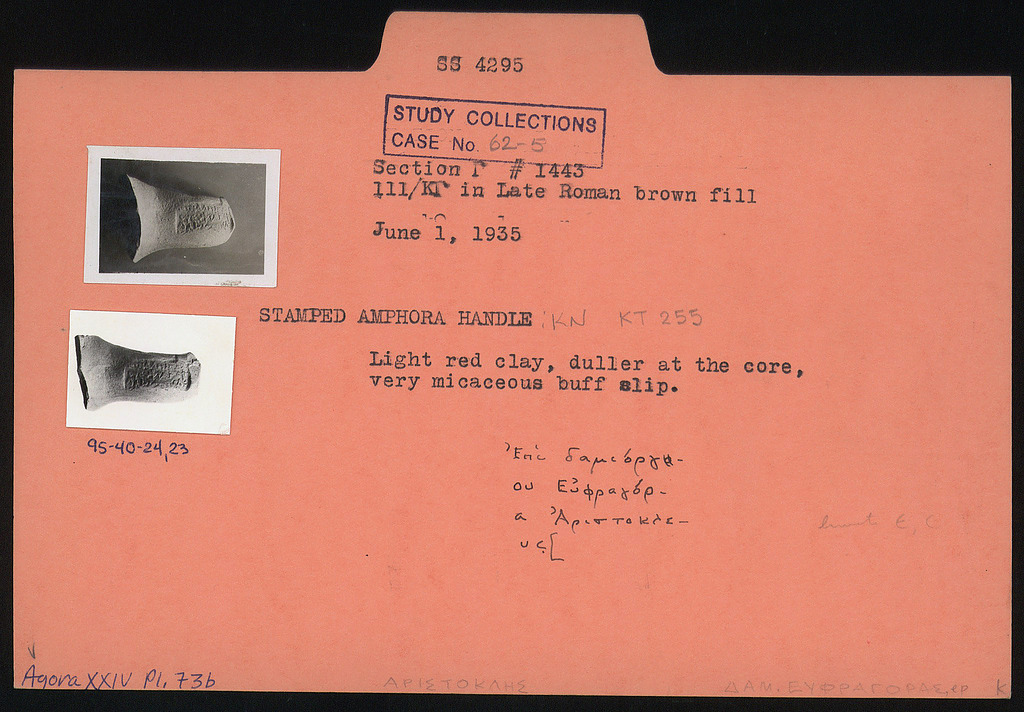 SS 4295
STUDY COLLECTIONS
CASE No. 62-5
Section Γ # 1443
111/ΚΓ in Late Roman brown fill
June 1, 1935
STAMPED AMPHORA HANDLE: KN KT 255
Light red clay, duller at the core,
very micaceous buff slip.
95-40-24,23
Ἐπὶ δαμιόργ-
ου Εὐφραγόρ-
α Ἀριστοκλε-
υς[
E, C
Agora XXIV Pl. 73b
ΑΡΙΣΤΟΚΛΗΣ
ΔΑΜ. ΕΥΦΡΑΓΟΡΑΣ, ep K